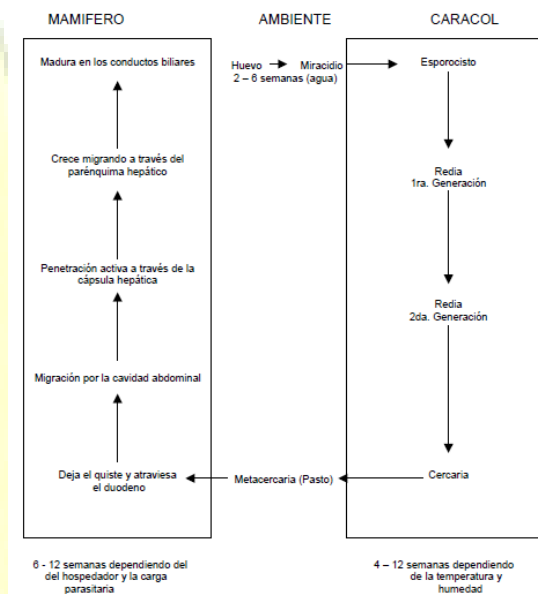 MAMIFERO
AMBIENTE
CARACOL
Madura en los conductos biliares
Crece migrando a través del
parénquima hepático
Penetración activa a través de la
cápsula hepática
Migración por la cavidad abdominal
Deja el quiste y atraviesa
el duodeno
6 - 12 semanas dependiendo del
del hospedador y la carga
parasitaria
Huevo Miracidio
2 – 6 semanas (agua)
Metacercaria (Pasto)
Esporocisto
Redia
1ra. Generación
Redia
2da. Generación
Cercaria
4 – 12 semanas dependiendo
de la temperatura y
humedad